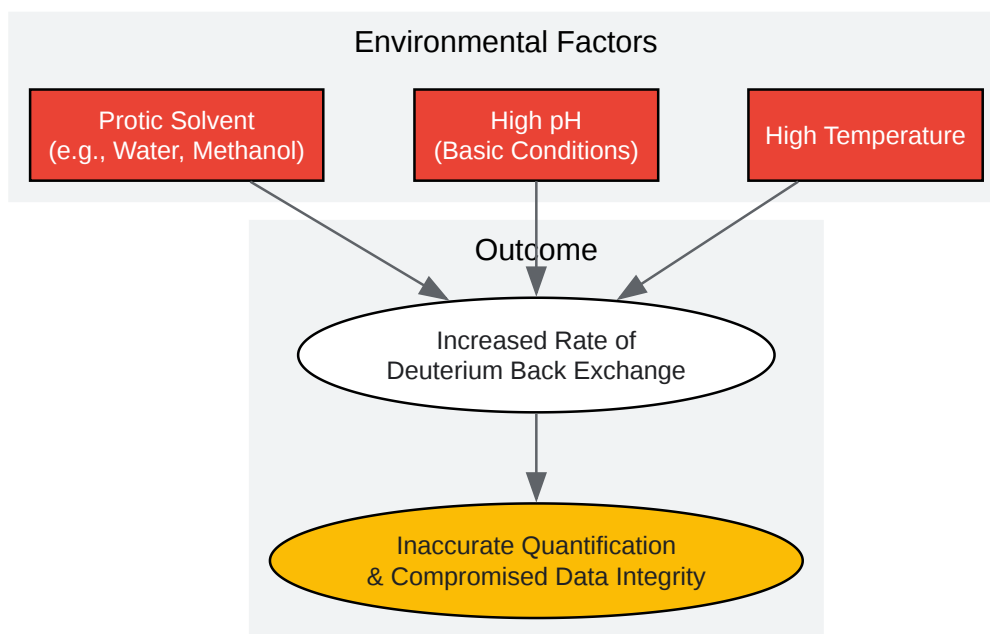 Environmental Factors
Protic Solvent
(e.g., Water, Methanol)
High pH
(Basic Conditions)
High Temperature
Outcome
Increased Rate of
Deuterium Back Exchange
Inaccurate Quantification
& Compromised Data Integrity